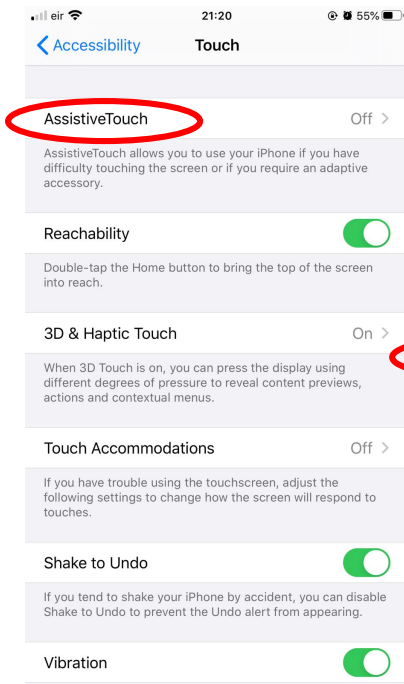 eir 21:20 55%
Accessibility Touch
AssistiveTouch Off
AssistiveTouch allows you to use your iPhone if you have
difficulty touching the screen or if you require an adaptive
accessory.
Reachability
Double-tap the Home button to bring the top of the screen
into reach.
3D & Haptic Touch On
When 3D Touch is on, you can press the display using
different degrees of pressure to reveal content previews,
actions and contextual menus.
Touch Accommodations Off
If you have trouble using the touchscreen, adjust the
following settings to change how the screen will respond to
touches.
Shake to Undo
If you tend to shake your iPhone by accident, you can disable
Shake to Undo to prevent the Undo alert from appearing.
Vibration